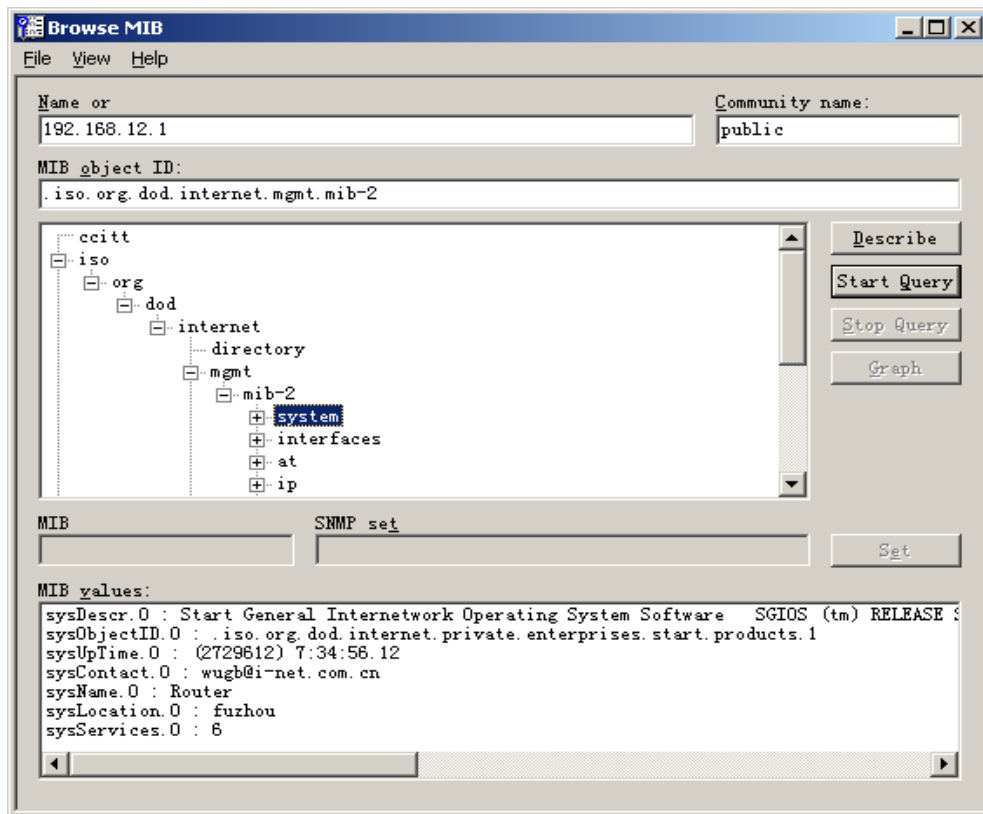 Browse MIB
File View Help
Name or
Community name:
192.168.12.1
public
MIB object ID:
.iso.org.dod.internet.mgmt.mib-2
ccitt
iso
org
dod
internet
directory
mgmt
mib-2
system
interfaces
at
ip
Describe
Start Query
Stop Query
Graph
MIB
SNMP set
Set
MIB values:
sysDescr.0 : Start General Internetwork Operating System Software SGIOS (tm) RELEASE
sysObjectID.0 : .iso.org.dod.internet.private.enterprises.start.products.1
sysUpTime.0 : (2729612) 7:34:56.12
sysContact.0 : wugb@i-net.com.cn
sysName.0 : Router
sysLocation.0 : fuzhou
sysServices.0 : 6